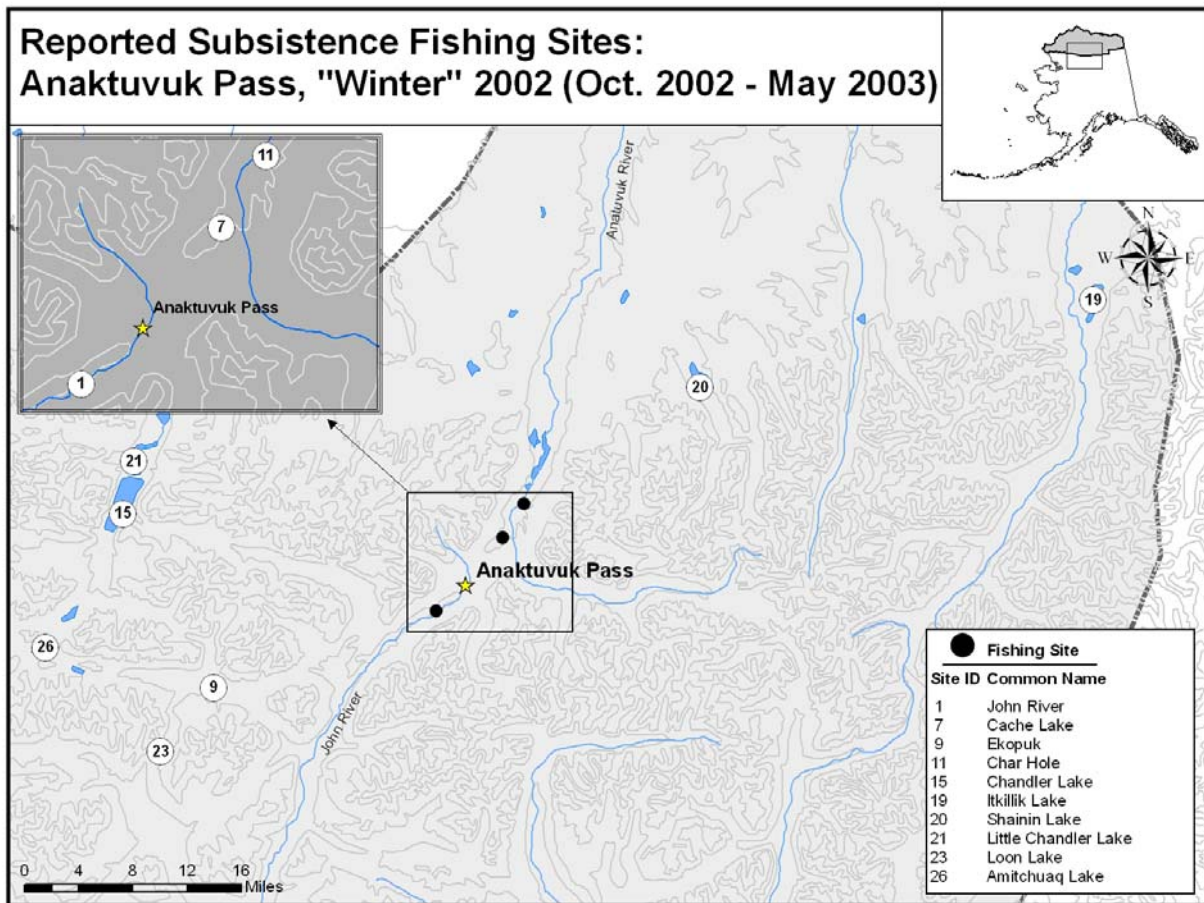 Reported Subsistence Fishing Sites:
Anaktuvuk Pass, "Winter" 2002 (Oct. 2002 - May 2003)
11
7
Anaktuvuk Pass
1
Anatuvuk River
N
W E
S
19
20
21
15
Anaktuvuk Pass
26
9
23
John River
0 4 8 12 16
Miles
Fishing Site
Site ID Common Name
1 John River
7 Cache Lake
9 Ekopuk
11 Char Hole
15 Chandler Lake
19 Itkillik Lake
20 Shainin Lake
21 Little Chandler Lake
23 Loon Lake
26 Amitchuaq Lake